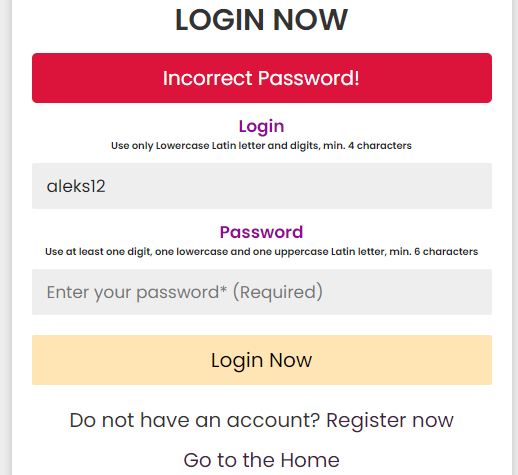 LOGIN NOW
Incorrect Password!
Login
Use only Lowercase Latin letter and digits, min. 4 characters
aleks12
Password
Use at least one digit, one lowercase and one uppercase Latin letter, min. 6 characters
Enter your password* (Required)
Login Now
Do not have an account? Register now
Go to the Home